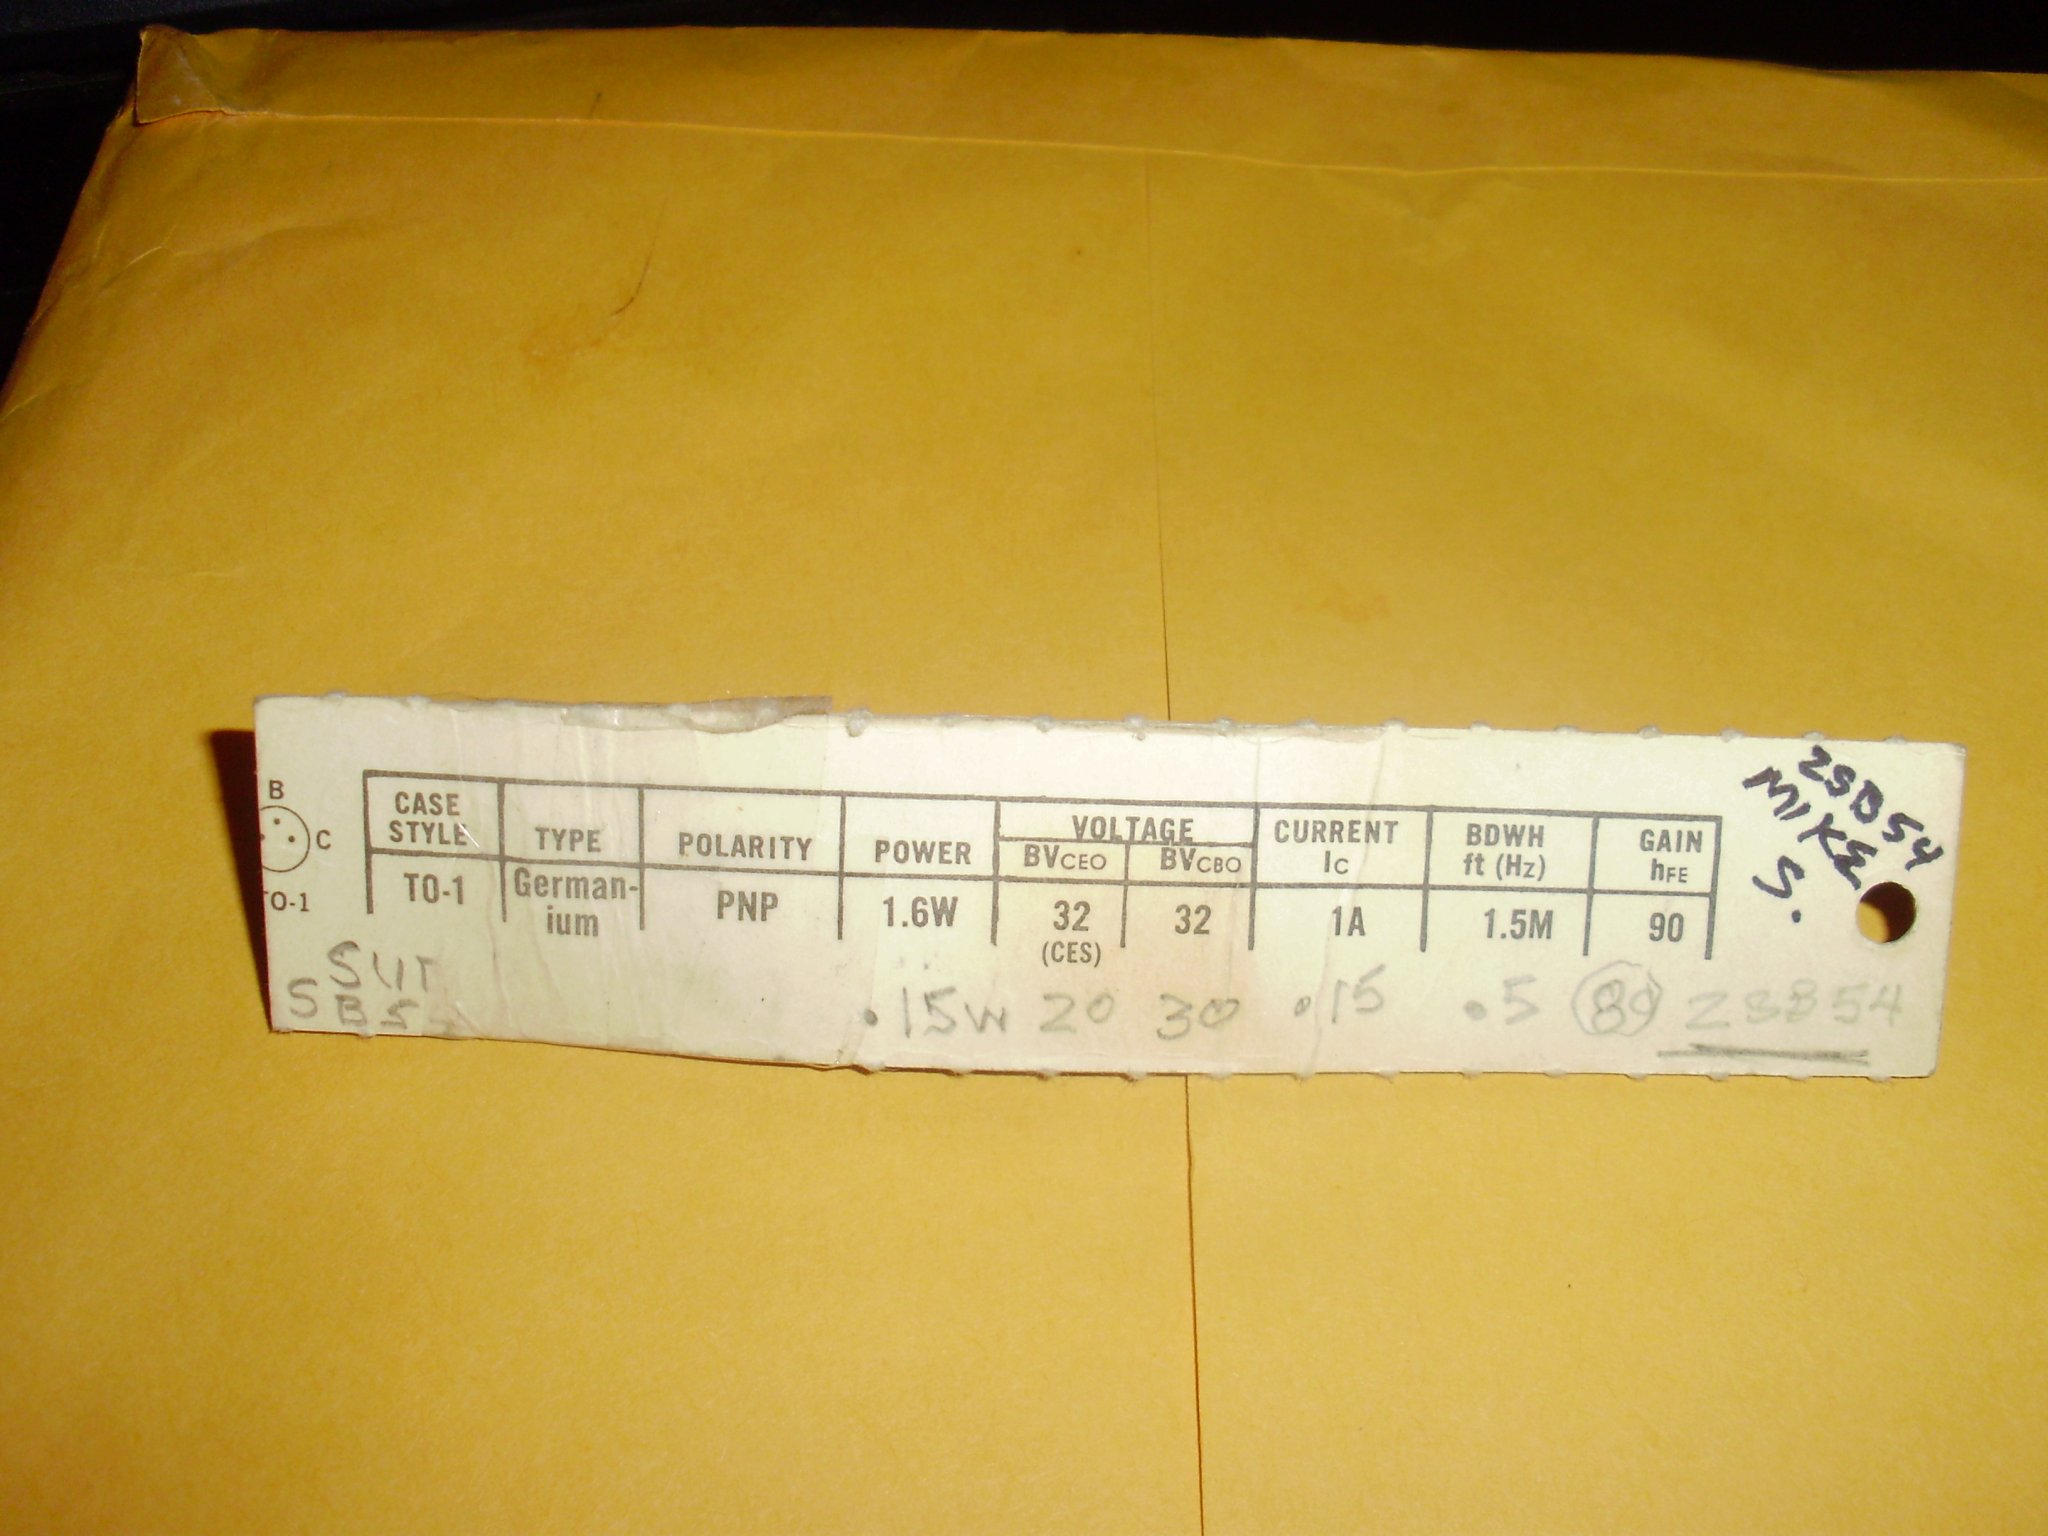 B
C
TO-1
CASE STYLE TYPE POLARITY POWER VOLTAGE BVCEO BVCBO CURRENT IC BDWH ft (Hz) GAIN hFE
TO-1 German-ium PNP 1.6W 32 (CES) 32 1A 1.5M 90
2SB54
MIKE
S.
S B
.15W 20 30 .15 .5 80 2SB54